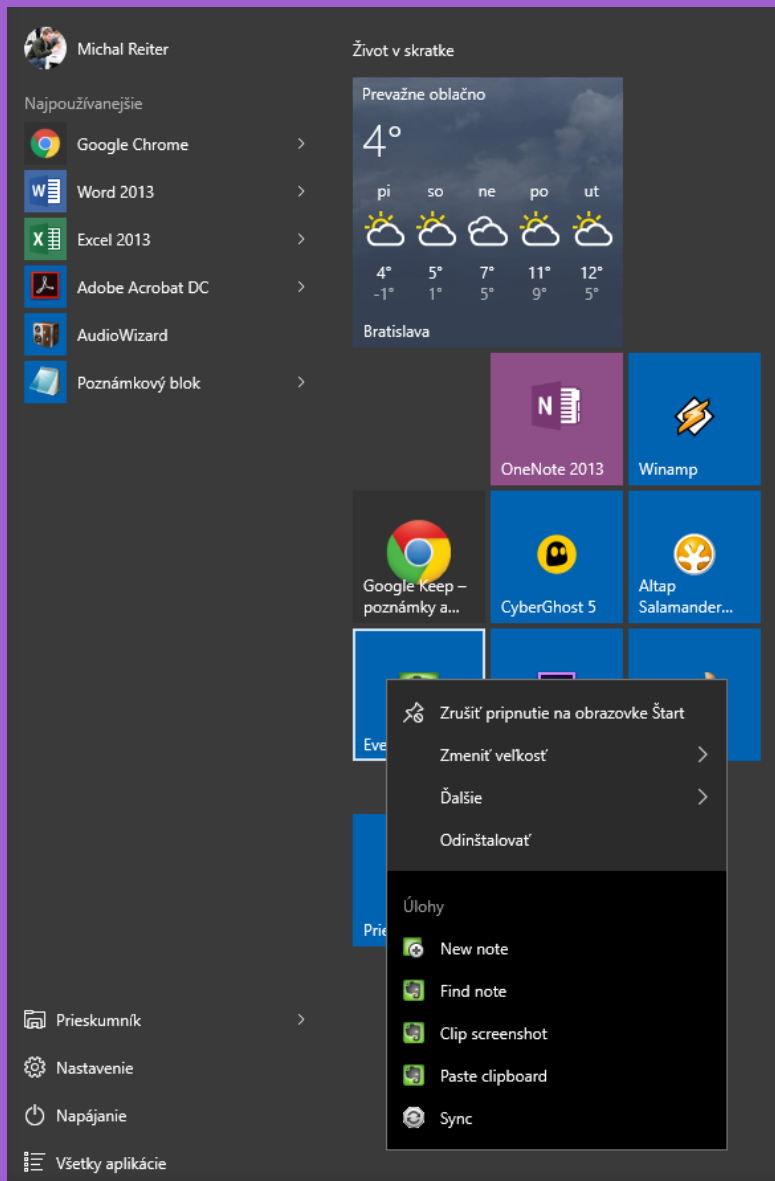 Michal Reiter
Najpoužívanejšie
Google Chrome
Word 2013
Excel 2013
Adobe Acrobat DC
AudioWizard
Poznámkový blok
Prieskumník
Nastavenie
Napájanie
Všetky aplikácie
Život v skratke
Prevažne oblačno
4°
pi so ne po ut
4° 5° 7° 11° 12°
-1° 1° 5° 9° 5°
Bratislava
OneNote 2013
Winamp
Google Keep –
poznámky a...
CyberGhost 5
Altap
Salamander...
Eve
Prie
Zrušiť pripnutie na obrazovke Štart
Zmeniť veľkosť
Ďalšie
Odinštalovať
Úlohy
New note
Find note
Clip screenshot
Paste clipboard
Sync